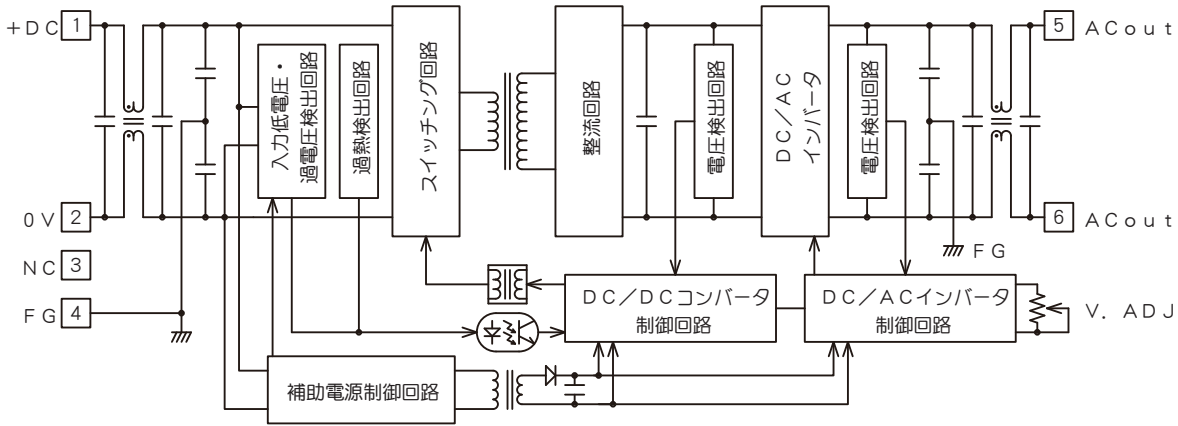 +DC 1
0V 2
NC 3
FG 4
入力低電圧・
過電圧検出回路
過熱検出回路
スイッチング回路
整流回路
電圧検出回路
DC/AC
インバータ
電圧検出回路
5 ACout
6 ACout
FG
DC/DCコンバータ
制御回路
DC/ACインバータ
制御回路
V. ADJ
補助電源制御回路